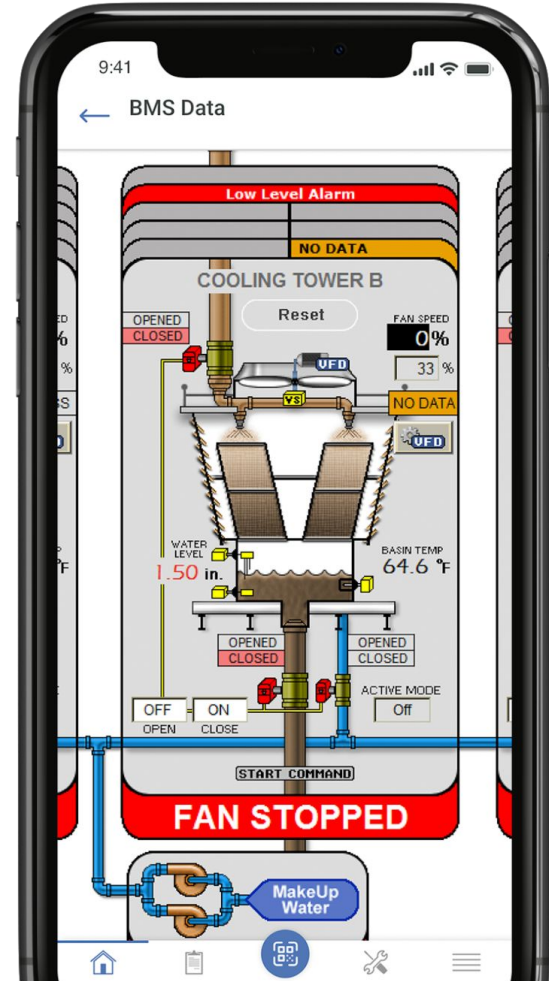 9:41
BMS Data
Low Level Alarm
NO DATA
COOLING TOWER B
Reset
OPENED
CLOSED
FAN SPEED
0%
33 %
VFD
VS
NO DATA
VFD
%
%
WATER
LEVEL
1.50 in.
BASIN TEMP
64.6 °F
°F
OPENED
CLOSED
OPENED
CLOSED
ACTIVE MODE
Off
OFF
ON
OPEN
CLOSE
START COMMAND
FAN STOPPED
MakeUp
Water